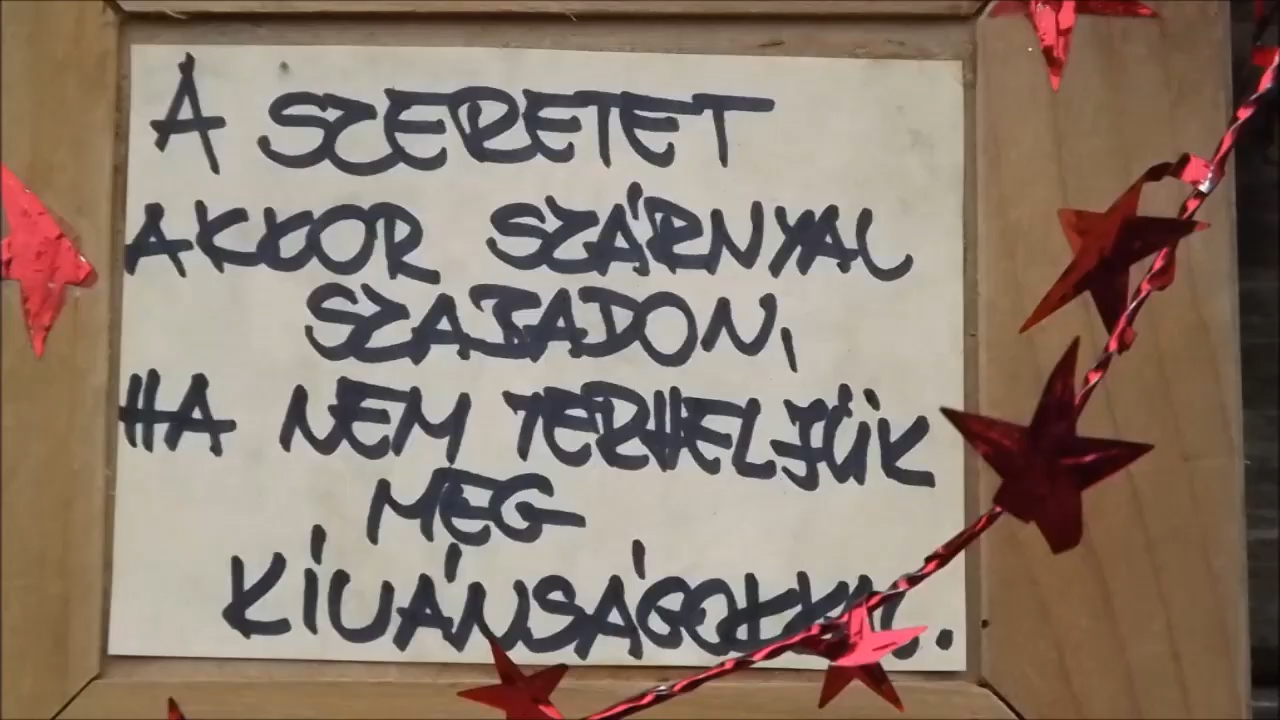 A SZERETET
AKKOR SZÁRNYAL
SZABADON,
HA NEM TERHELJÜK
MEG
KÍVÁNSÁGOKKAL.